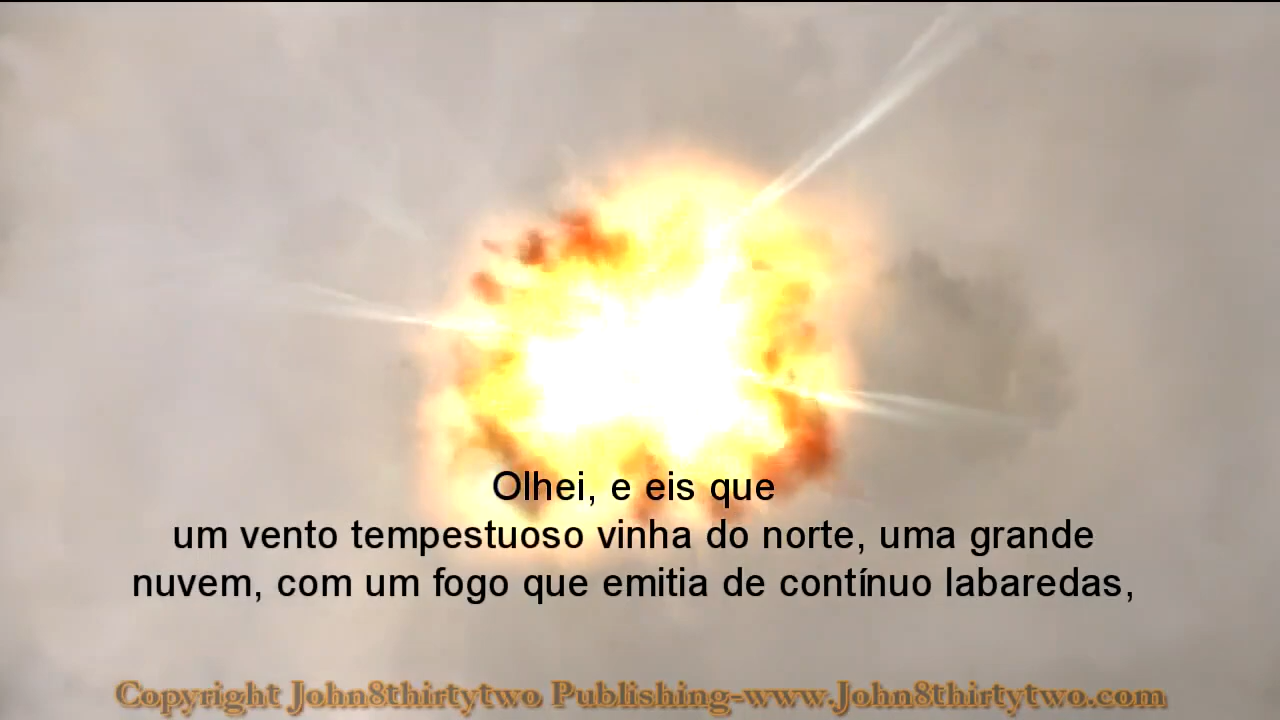 Olhei, e eis que
um vento tempestuoso vinha do norte, uma grande
nuvem, com um fogo que emitia de contínuo labaredas,
Copyright John8thirtytwo Publishing-www.John8thirtytwo.com